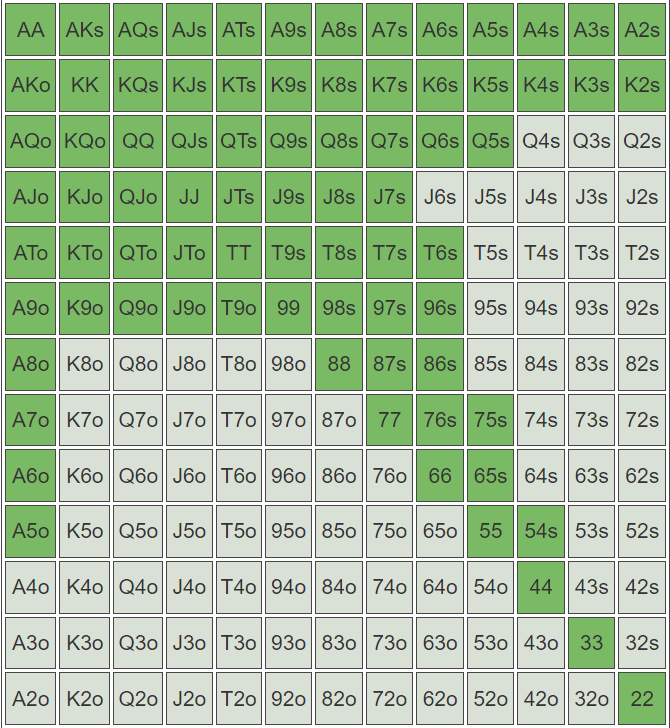 AA AKs AQs AJs ATs A9s A8s A7s A6s A5s A4s A3s A2s
AKo KK KQs KJs KTs K9s K8s K7s K6s K5s K4s K3s K2s
AQo KQo QQ QJs QTs Q9s Q8s Q7s Q6s Q5s Q4s Q3s Q2s
AJo KJo QJo JJ JTs J9s J8s J7s J6s J5s J4s J3s J2s
ATo KTo QTo JTo TT T9s T8s T7s T6s T5s T4s T3s T2s
A9o K9o Q9o J9o T9o 99 98s 97s 96s 95s 94s 93s 92s
A8o K8o Q8o J8o T8o 98o 88 87s 86s 85s 84s 83s 82s
A7o K7o Q7o J7o T7o 97o 87o 77 76s 75s 74s 73s 72s
A6o K6o Q6o J6o T6o 96o 86o 76o 66 65s 64s 63s 62s
A5o K5o Q5o J5o T5o 95o 85o 75o 65o 55 54s 53s 52s
A4o K4o Q4o J4o T4o 94o 84o 74o 64o 54o 44 43s 42s
A3o K3o Q3o J3o T3o 93o 83o 73o 63o 53o 43o 33 32s
A2o K2o Q2o J2o T2o 92o 82o 72o 62o 52o 42o 32o 22